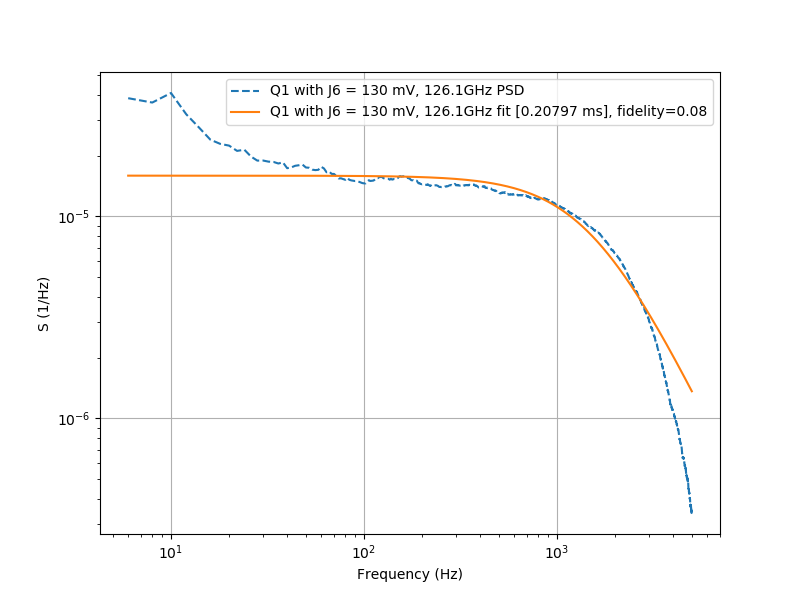 Q1 with J6 = 130 mV, 126.1GHz PSD
Q1 with J6 = 130 mV, 126.1GHz fit [0.20797 ms], fidelity=0.08
S (1/Hz)
10⁻⁵
10⁻⁶
10¹ 10² 10³
Frequency (Hz)